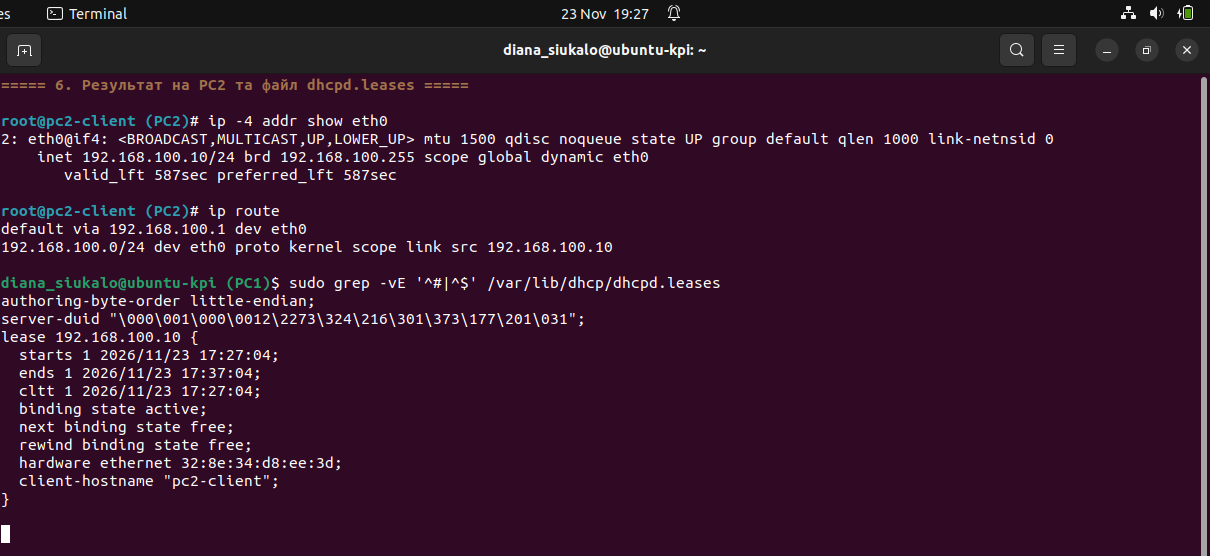 es
Terminal
23 Nov 19:27
diana_siukalo@ubuntu-kpi: ~
===== 6. Результат на PC2 та файл dhcpd.leases =====
root@pc2-client (PC2)# ip -4 addr show eth0
2: eth0@if4: <BROADCAST,MULTICAST,UP,LOWER_UP> mtu 1500 qdisc noqueue state UP group default qlen 1000 link-netnsid 0
    inet 192.168.100.10/24 brd 192.168.100.255 scope global dynamic eth0
       valid_lft 587sec preferred_lft 587sec
root@pc2-client (PC2)# ip route
default via 192.168.100.1 dev eth0
192.168.100.0/24 dev eth0 proto kernel scope link src 192.168.100.10
diana_siukalo@ubuntu-kpi (PC1)$ sudo grep -vE '^#|^$' /var/lib/dhcp/dhcpd.leases
authoring-byte-order little-endian;
server-duid "\000\001\000\0012\2273\324\216\301\373\177\201\031";
lease 192.168.100.10 {
  starts 1 2026/11/23 17:27:04;
  ends 1 2026/11/23 17:37:04;
  cltt 1 2026/11/23 17:27:04;
  binding state active;
  next binding state free;
  rewind binding state free;
  hardware ethernet 32:8e:34:d8:ee:3d;
  client-hostname "pc2-client";
}